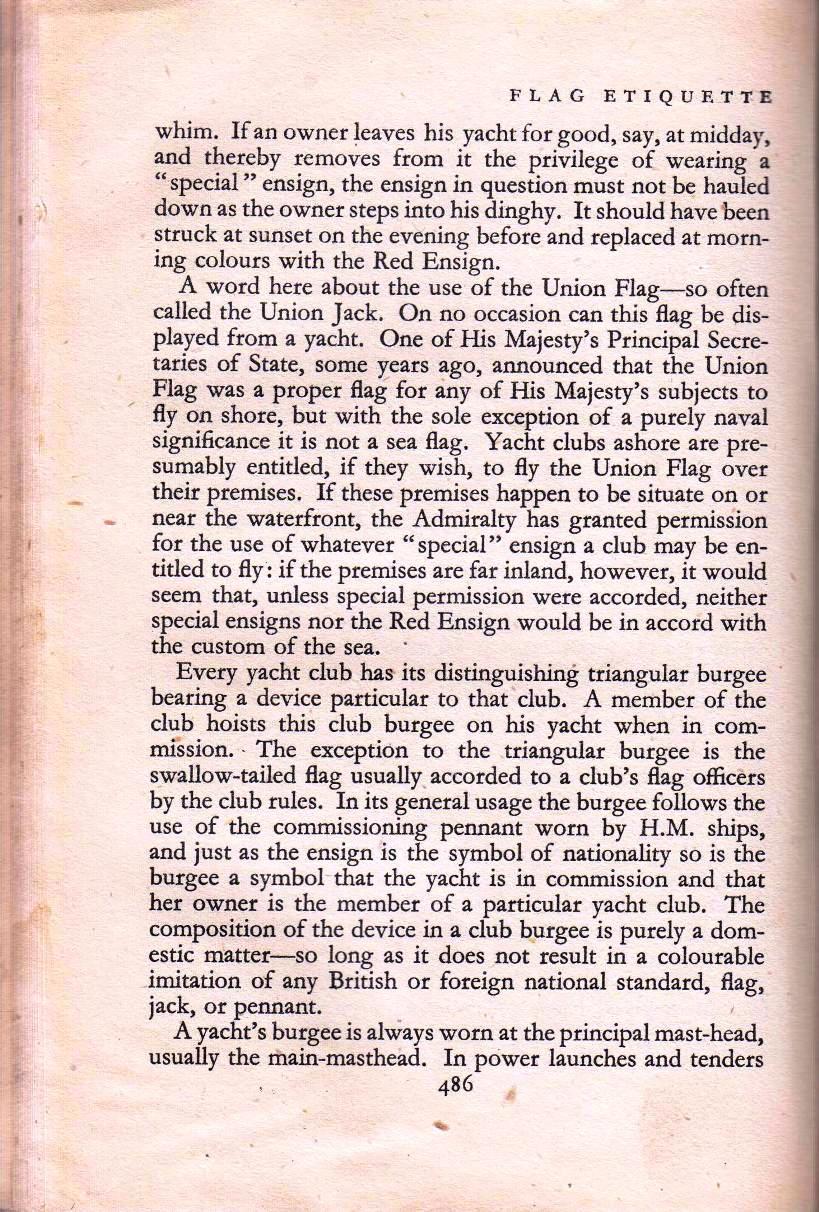 FLAG ETIQUETTE
whim. If an owner leaves his yacht for good, say, at midday,
and thereby removes from it the privilege of wearing a
“special” ensign, the ensign in question must not be hauled
down as the owner steps into his dinghy. It should have been
struck at sunset on the evening before and replaced at morn-
ing colours with the Red Ensign.
A word here about the use of the Union Flag—so often
called the Union Jack. On no occasion can this flag be dis-
played from a yacht. One of His Majesty’s Principal Secre-
taries of State, some years ago, announced that the Union
Flag was a proper flag for any of His Majesty’s subjects to
fly on shore, but with the sole exception of a purely naval
significance it is not a sea flag. Yacht clubs ashore are pre-
sumably entitled, if they wish, to fly the Union Flag over
their premises. If these premises happen to be situate on or
near the waterfront, the Admiralty has granted permission
for the use of whatever “special” ensign a club may be en-
titled to fly: if the premises are far inland, however, it would
seem that, unless special permission were accorded, neither
special ensigns nor the Red Ensign would be in accord with
the custom of the sea.
Every yacht club has its distinguishing triangular burgee
bearing a device particular to that club. A member of the
club hoists this club burgee on his yacht when in com-
mission. The exception to the triangular burgee is the
swallow-tailed flag usually accorded to a club’s flag officers
by the club rules. In its general usage the burgee follows the
use of the commissioning pennant worn by H.M. ships,
and just as the ensign is the symbol of nationality so is the
burgee a symbol that the yacht is in commission and that
her owner is the member of a particular yacht club. The
composition of the device in a club burgee is purely a dom-
estic matter—so long as it does not result in a colourable
imitation of any British or foreign national standard, flag,
jack, or pennant.
A yacht’s burgee is always worn at the principal mast-head,
usually the main-masthead. In power launches and tenders
486